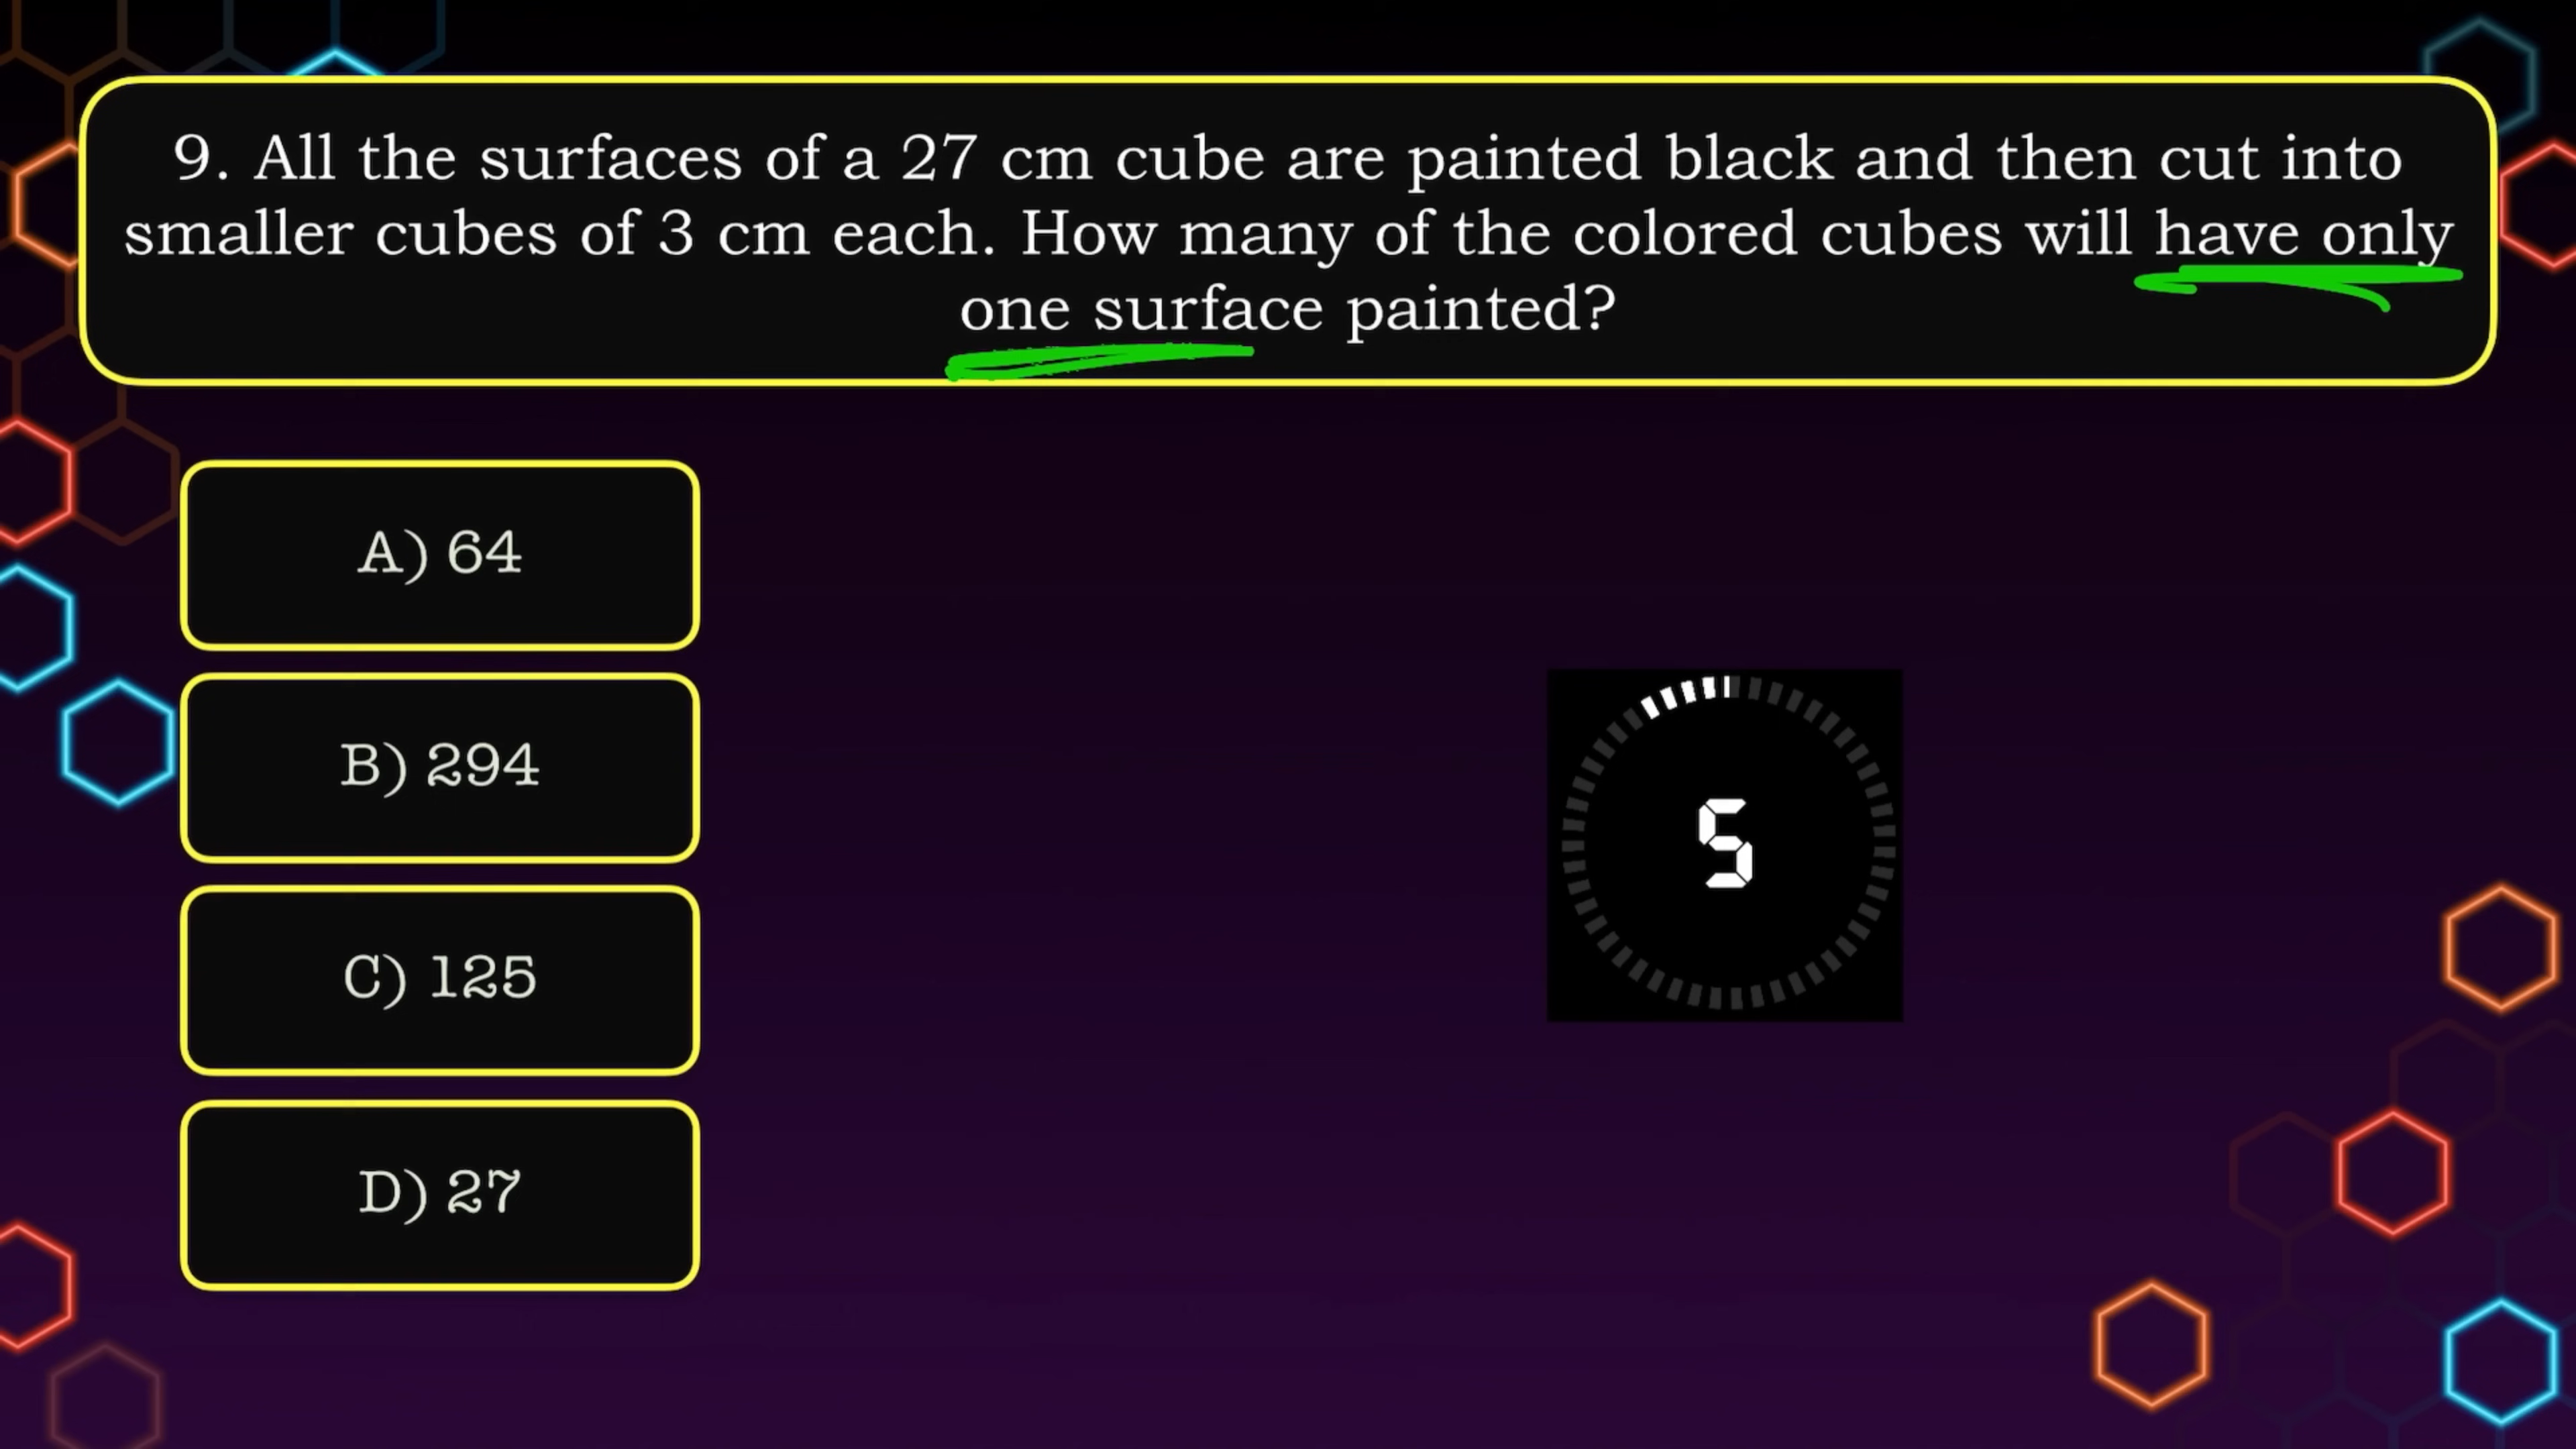 9. All the surfaces of a 27 cm cube are painted black and then cut into
smaller cubes of 3 cm each. How many of the colored cubes will have only
one surface painted?
A) 64
B) 294
5
C) 125
D) 27